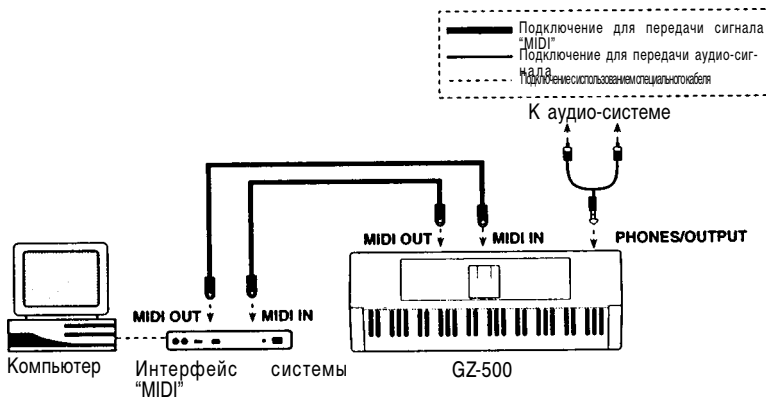 Подключение для передачи сигнала
“MIDI”
Подключение для передачи аудио-сиг-
нала
Подключение с использованием специального кабеля
К аудио-системе
MIDI OUT
MIDI IN
PHONES/OUTPUT
MIDI OUT
MIDI IN
Компьютер
Интерфейс системы
“MIDI”
GZ-500